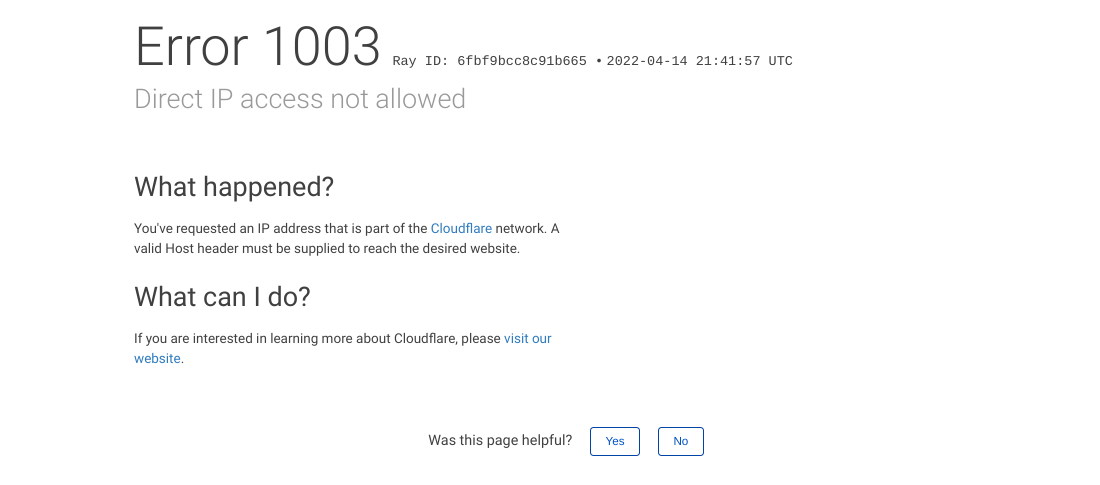 Error 1003 Ray ID: 6fbf9bcc8c91b665 • 2022-04-14 21:41:57 UTC
Direct IP access not allowed
What happened?
You've requested an IP address that is part of the Cloudflare network. A
valid Host header must be supplied to reach the desired website.
What can I do?
If you are interested in learning more about Cloudflare, please visit our
website.
Was this page helpful? Yes No